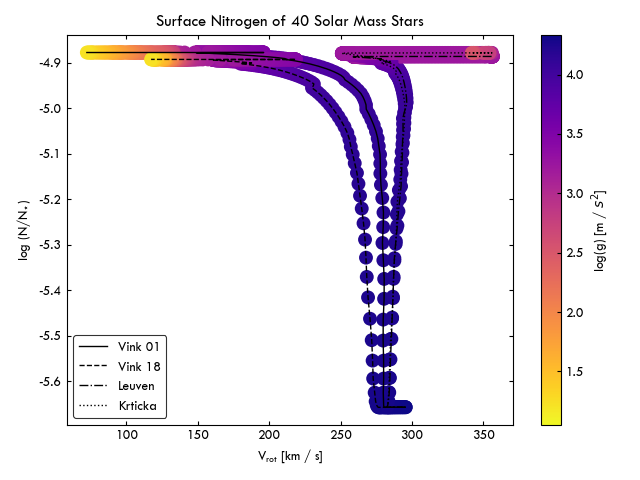 Surface Nitrogen of 40 Solar Mass Stars
-4.9
-5.0
-5.1
-5.2
-5.3
-5.4
-5.5
-5.6
log (N/N⋆)
Vink 01
Vink 18
Leuven
Krticka
100 150 200 250 300 350
V_rot [km / s]
4.0
3.5
3.0
2.5
2.0
1.5
log(g) [m / s²]